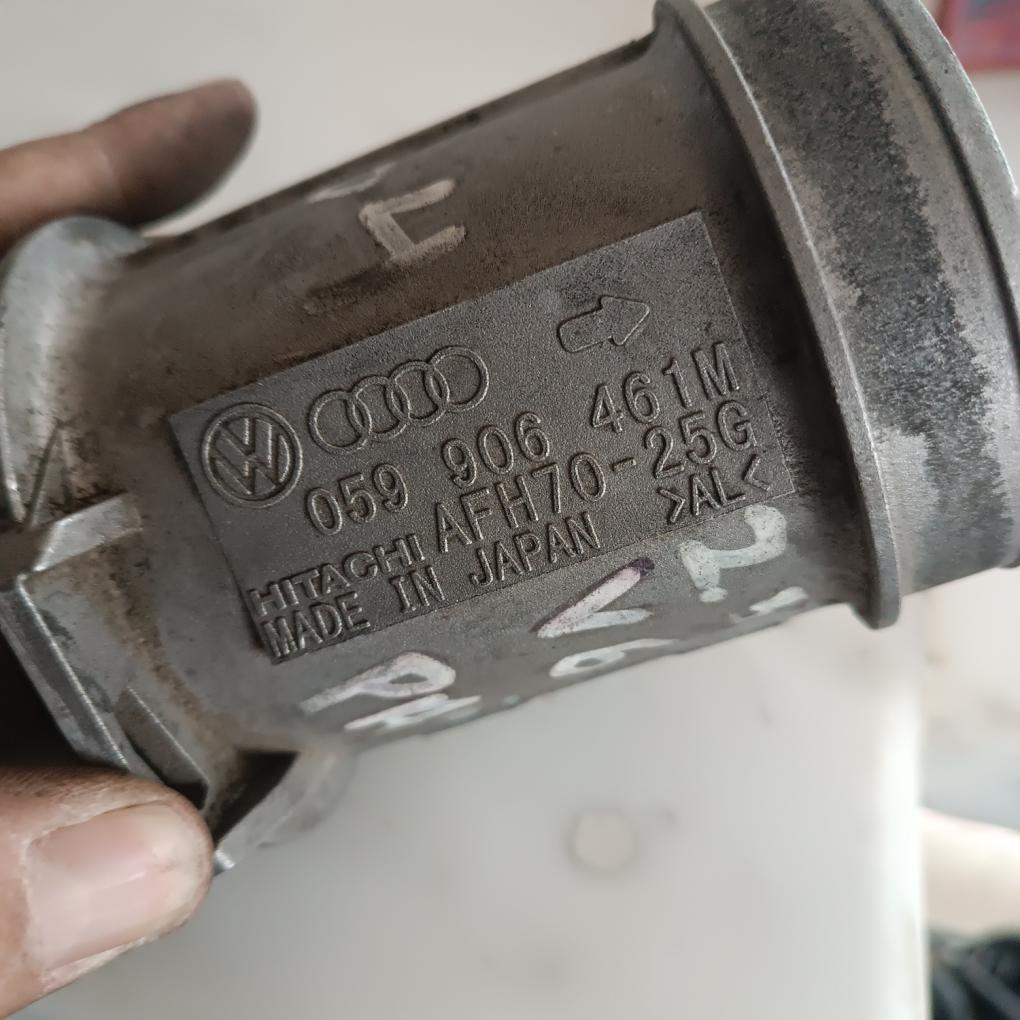 059 906 461M
HITACHI AFH70-25G
MADE IN JAPAN >AL<